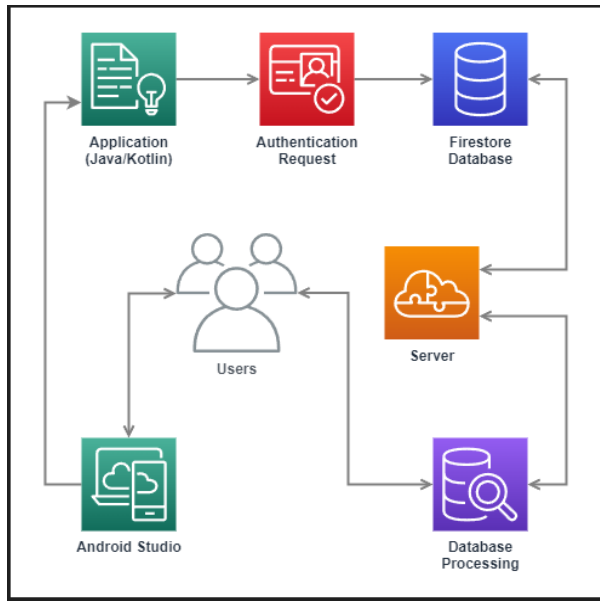 Application
(Java/Kotlin)
Authentication
Request
Firestore
Database
Users
Server
Android Studio
Database
Processing